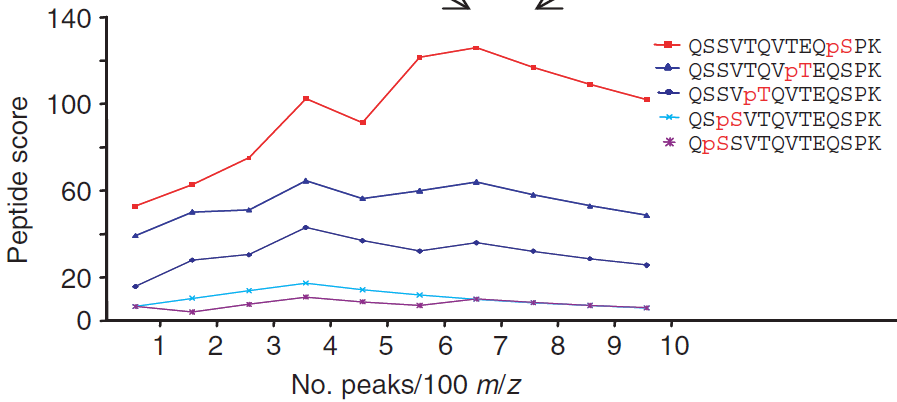 140
100
60
20
0
Peptide score
1 2 3 4 5 6 7 8 9 10
No. peaks/100 m/z
QSSVTQVTEQpSPK
QSSVTQVpTEQSPK
QSSVpTQVTEQSPK
QSpSVTQVTEQSPK
QpSSVTQVTEQSPK